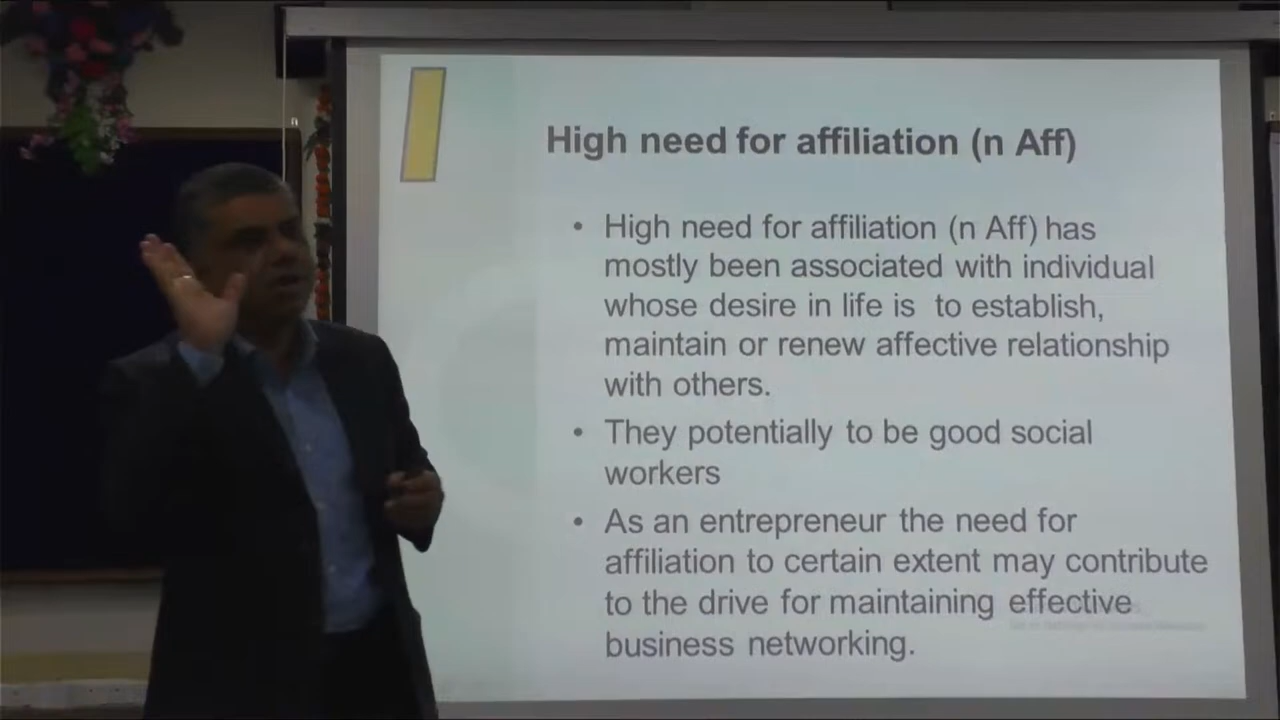 High need for affiliation (n Aff)
• High need for affiliation (n Aff) has
mostly been associated with individual
whose desire in life is to establish,
maintain or renew affective relationship
with others.
• They potentially to be good social
workers
• As an entrepreneur the need for
affiliation to certain extent may contribute
to the drive for maintaining effective
business networking.